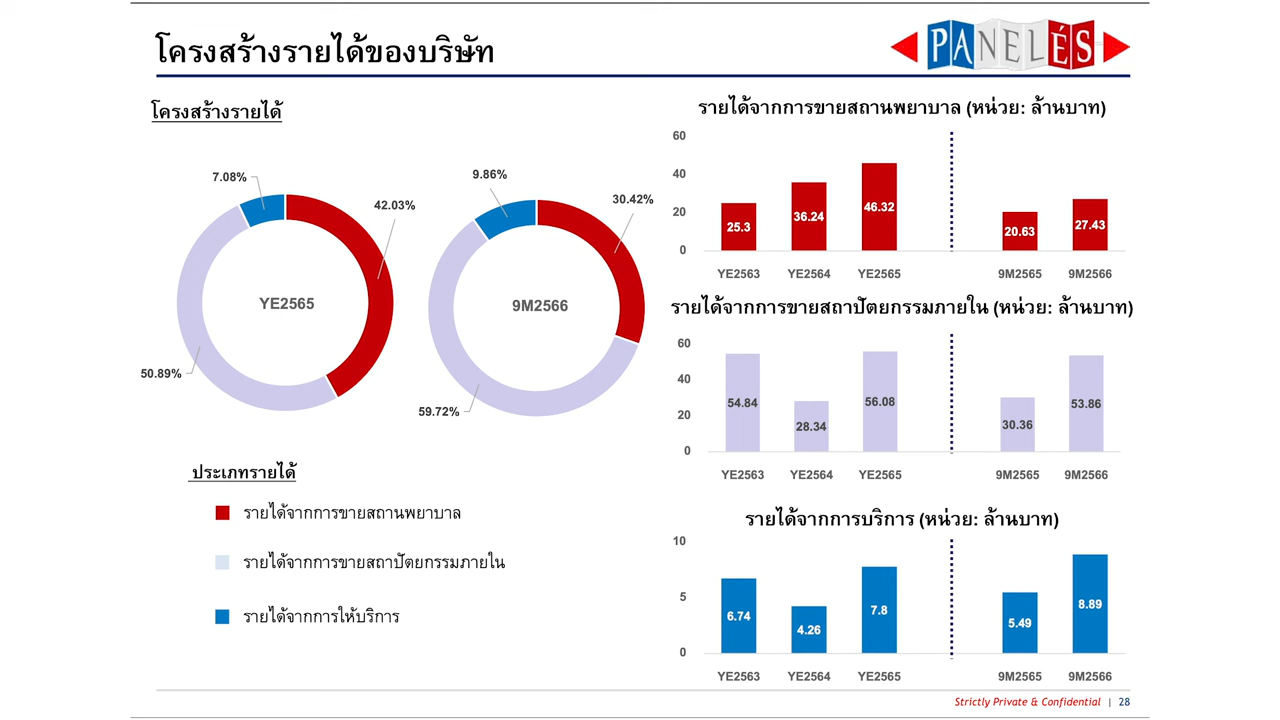 โครงสร้างรายได้ของบริษัท
PANELÉS
โครงสร้างรายได้
7.08%
42.03%
YE2565
50.89%
9.86%
30.42%
9M2566
59.72%
ประเภทรายได้
รายได้จากการขายสถานพยาบาล
รายได้จากการขายสถาปัตยกรรมภายใน
รายได้จากการให้บริการ
รายได้จากการขายสถานพยาบาล (หน่วย: ล้านบาท)
60
40
20
0
25.3
36.24
46.32
20.63
27.43
YE2563 YE2564 YE2565 9M2565 9M2566
รายได้จากการขายสถาปัตยกรรมภายใน (หน่วย: ล้านบาท)
60
40
20
0
54.84
28.34
56.08
30.36
53.86
YE2563 YE2564 YE2565 9M2565 9M2566
รายได้จากการบริการ (หน่วย: ล้านบาท)
10
5
0
6.74
4.26
7.8
5.49
8.89
YE2563 YE2564 YE2565 9M2565 9M2566
Strictly Private & Confidential | 28